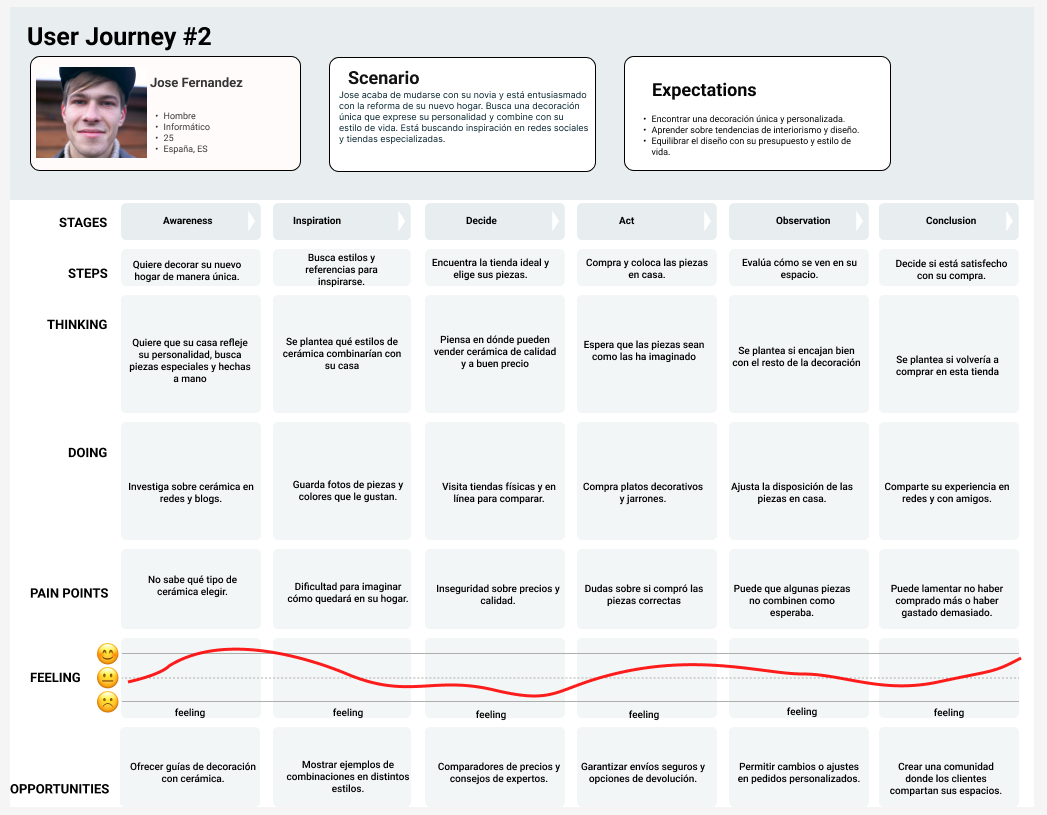 User Journey #2
Jose Fernandez
• Hombre
• Informático
• 25
• España, ES
Scenario
Jose acaba de mudarse con su novia y está entusiasmado
con la reforma de su nuevo hogar. Busca una decoración
única que exprese su personalidad y combine con su
estilo de vida. Está buscando inspiración en redes sociales
y tiendas especializadas.
Expectations
• Encontrar una decoración única y personalizada.
• Aprender sobre tendencias de interiorismo y diseño.
• Equilibrar el diseño con su presupuesto y estilo de
vida.
STAGES
Awareness
Inspiration
Decide
Act
Observation
Conclusion
STEPS
Quiere decorar su nuevo
hogar de manera única.
Busca estilos y
referencias para
inspirarse.
Encuentra la tienda ideal y
elige sus piezas.
Compra y coloca las piezas
en casa.
Evalúa cómo se ven en su
espacio.
Decide si está satisfecho
con su compra.
THINKING
Quiere que su casa refleje
su personalidad, busca
piezas especiales y hechas
a mano
Se plantea qué estilos de
cerámica combinarían con
su casa
Piensa en dónde pueden
vender cerámica de calidad
y a buen precio
Espera que las piezas sean
como las ha imaginado
Se plantea si encajan bien
con el resto de la decoración
Se plantea si volvería a
comprar en esta tienda
DOING
Investiga sobre cerámica en
redes y blogs.
Guarda fotos de piezas y
colores que le gustan.
Visita tiendas físicas y en
línea para comparar.
Compra platos decorativos
y jarrones.
Ajusta la disposición de las
piezas en casa.
Comparte su experiencia en
redes y con amigos.
PAIN POINTS
No sabe qué tipo de
cerámica elegir.
Dificultad para imaginar
cómo quedará en su hogar.
Inseguridad sobre precios y
calidad.
Dudas sobre si compró las
piezas correctas
Puede que algunas piezas
no combinen como
esperaba.
Puede lamentar no haber
comprado más o haber
gastado demasiado.
FEELING
feeling
feeling
feeling
feeling
feeling
feeling
OPPORTUNITIES
Ofrecer guías de decoración
con cerámica.
Mostrar ejemplos de
combinaciones en distintos
estilos.
Comparadores de precios y
consejos de expertos.
Garantizar envíos seguros y
opciones de devolución.
Permitir cambios o ajustes
en pedidos personalizados.
Crear una comunidad
donde los clientes
compartan sus espacios.